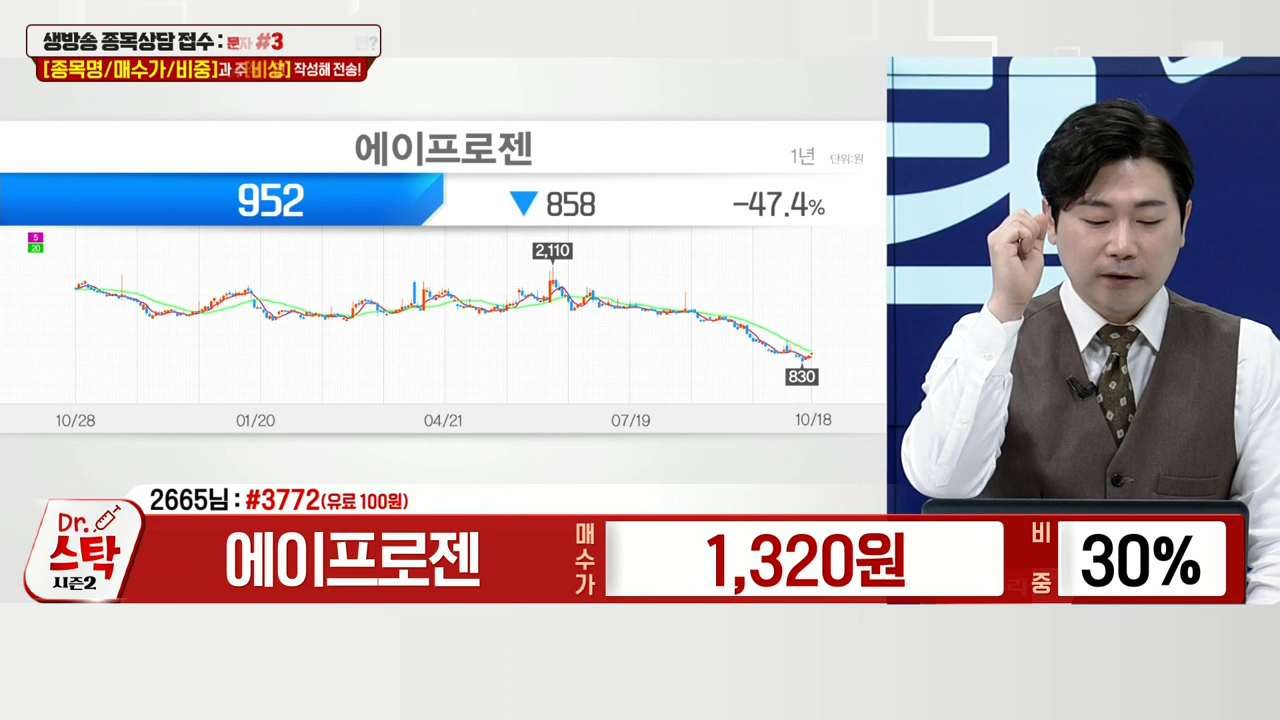 생방송 종목상담 접수 : 문자 #3
[종목명/매수가/비중]과 작성해 전송!
에이프로젠
1년 단위:원
952 ▼ 858 -47.4%
5
20
2,110
830
10/28 01/20 04/21 07/19 10/18
2665님 : #3772(유료 100원)
Dr.
스탁
시즌2
에이프로젠 매수가 1,320원 비중 30%